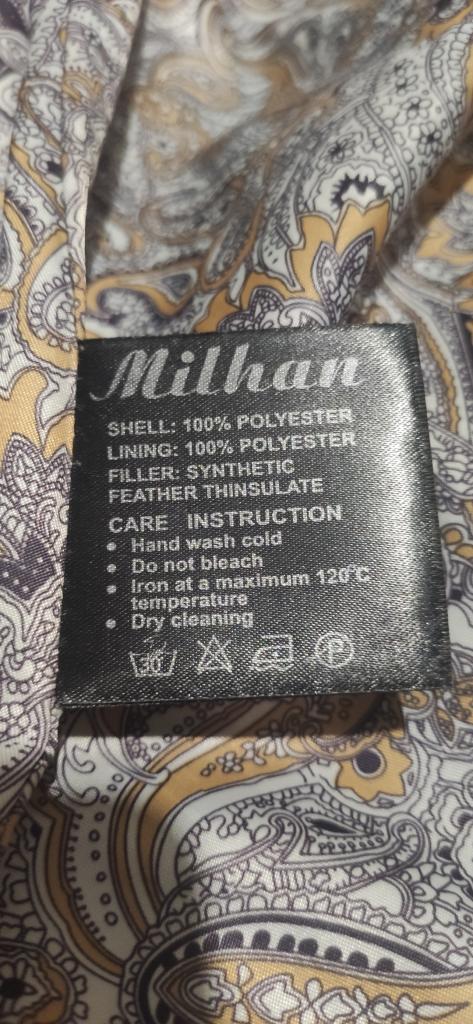 Milhan
SHELL: 100% POLYESTER
LINING: 100% POLYESTER
FILLER: SYNTHETIC
FEATHER THINSULATE
CARE INSTRUCTION
• Hand wash cold
• Do not bleach
• Iron at a maximum 120°C
temperature
• Dry cleaning
30 P